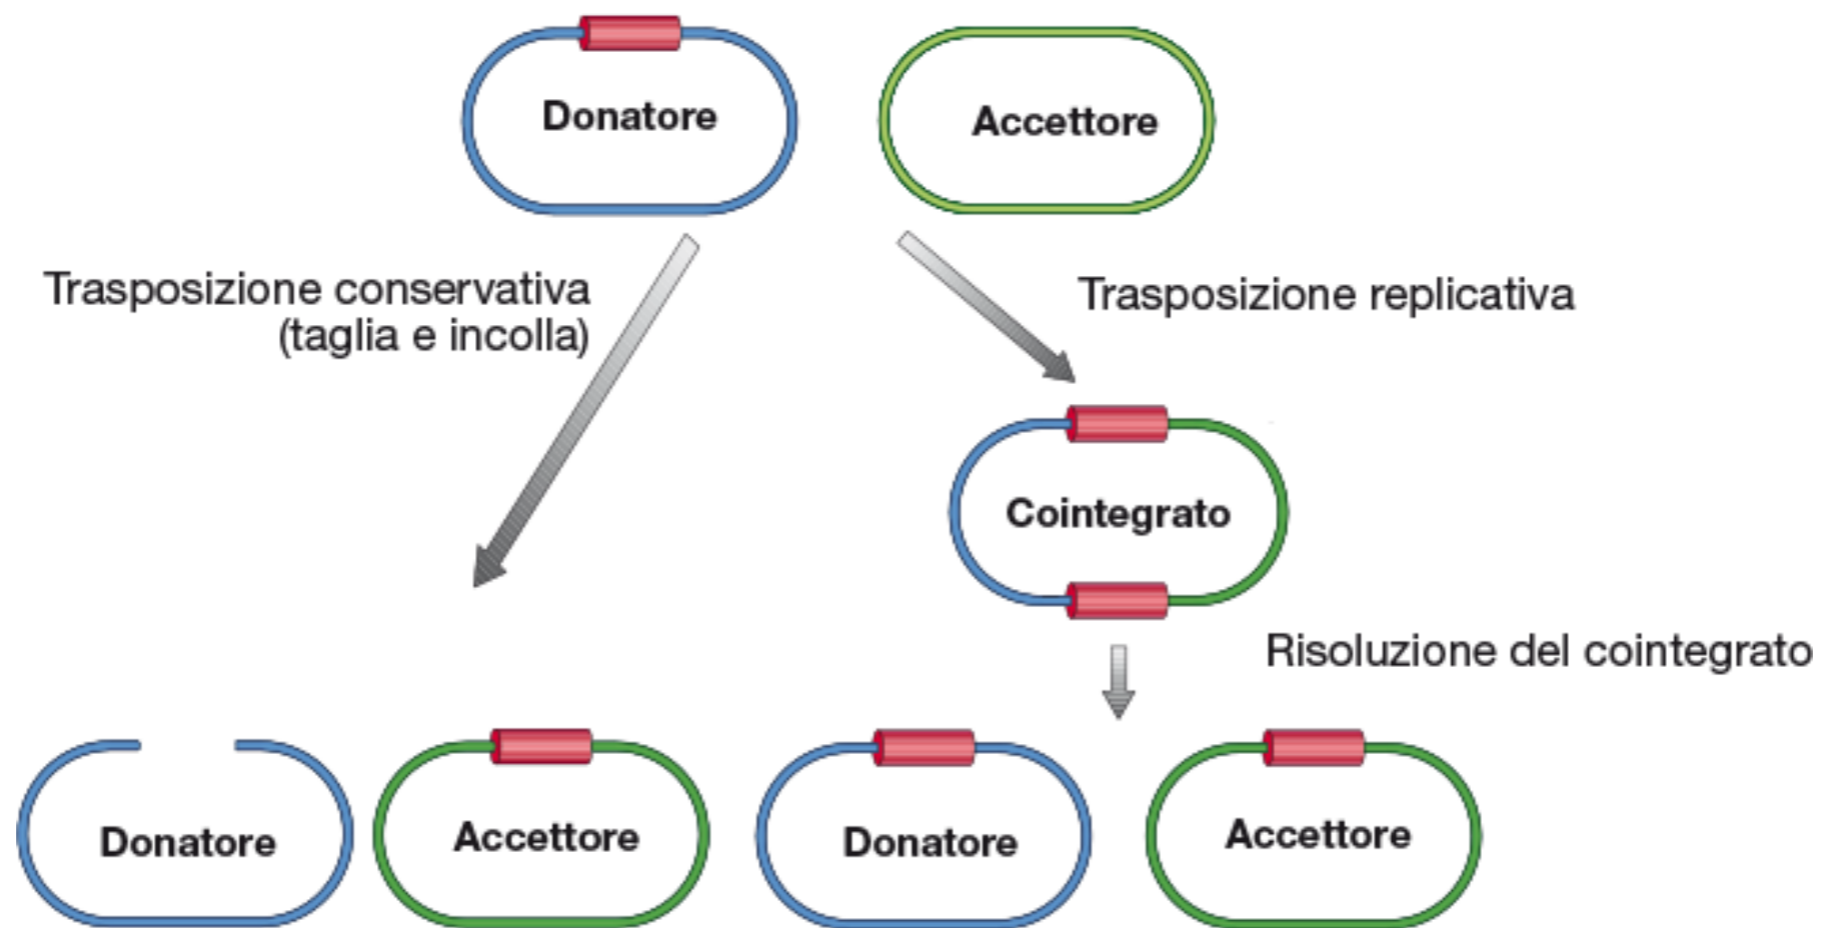 Donatore
Accettore
Trasposizione conservativa
(taglia e incolla)
Trasposizione replicativa
Cointegrato
Risoluzione del cointegrato
Donatore
Accettore
Donatore
Accettore